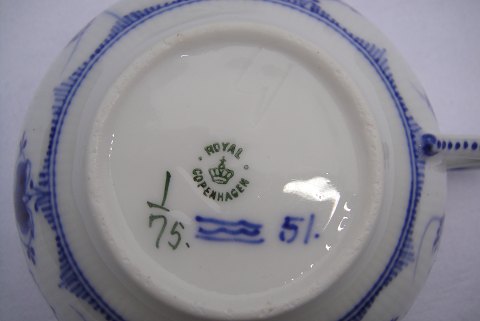 ROYAL
COPENHAGEN
1
75. 51.